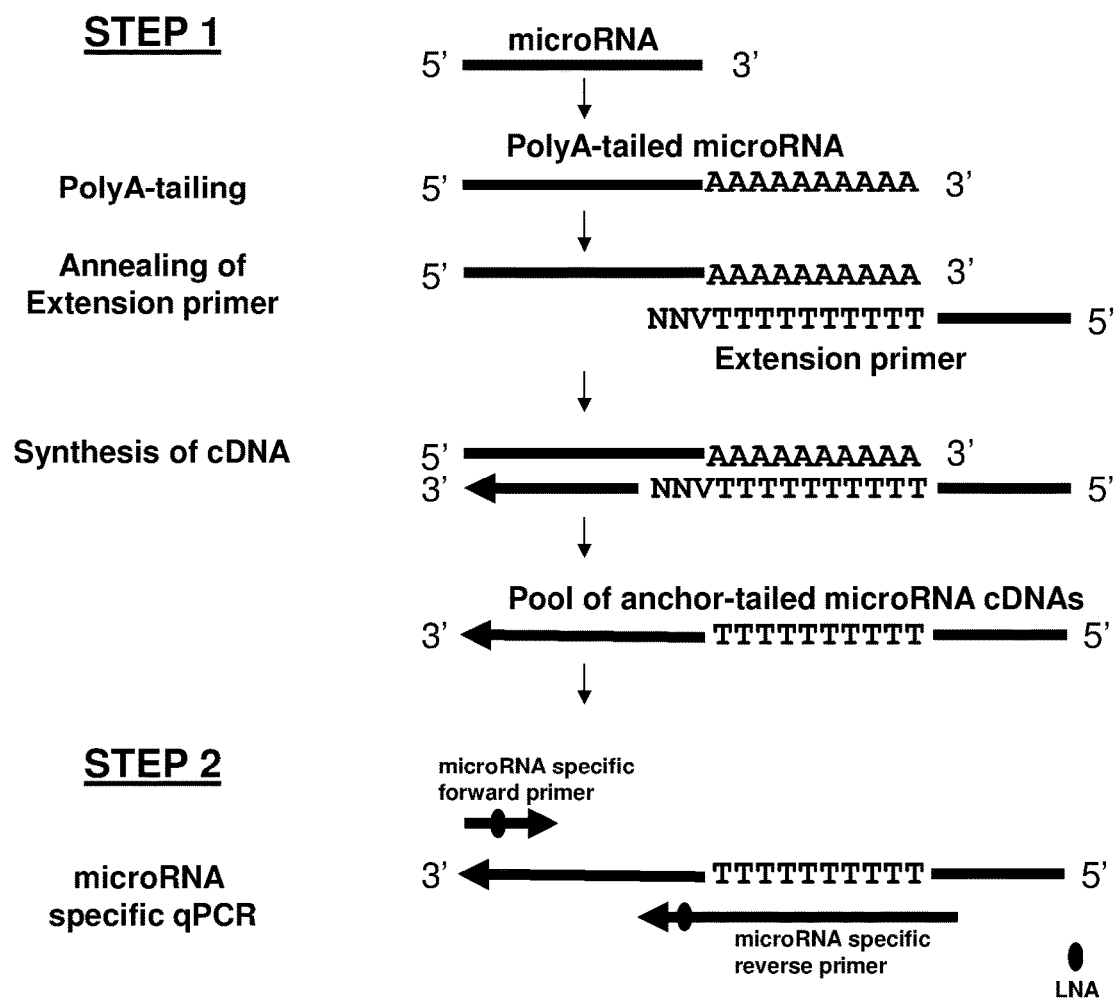 STEP 1
microRNA
5’ 3’
PolyA-tailed microRNA
PolyA-tailing
5’ AAAAAAAAAA 3’
Annealing of
Extension primer
5’ AAAAAAAAAA 3’
NNVTTTTTTTTTT 5’
Extension primer
Synthesis of cDNA
5’ AAAAAAAAAA 3’
3’ NNVTTTTTTTTTT 5’
Pool of anchor-tailed microRNA cDNAs
3’ TTTTTTTTTT 5’
STEP 2
microRNA specific
forward primer
microRNA
specific qPCR
3’ TTTTTTTTTT 5’
microRNA specific
reverse primer
LNA